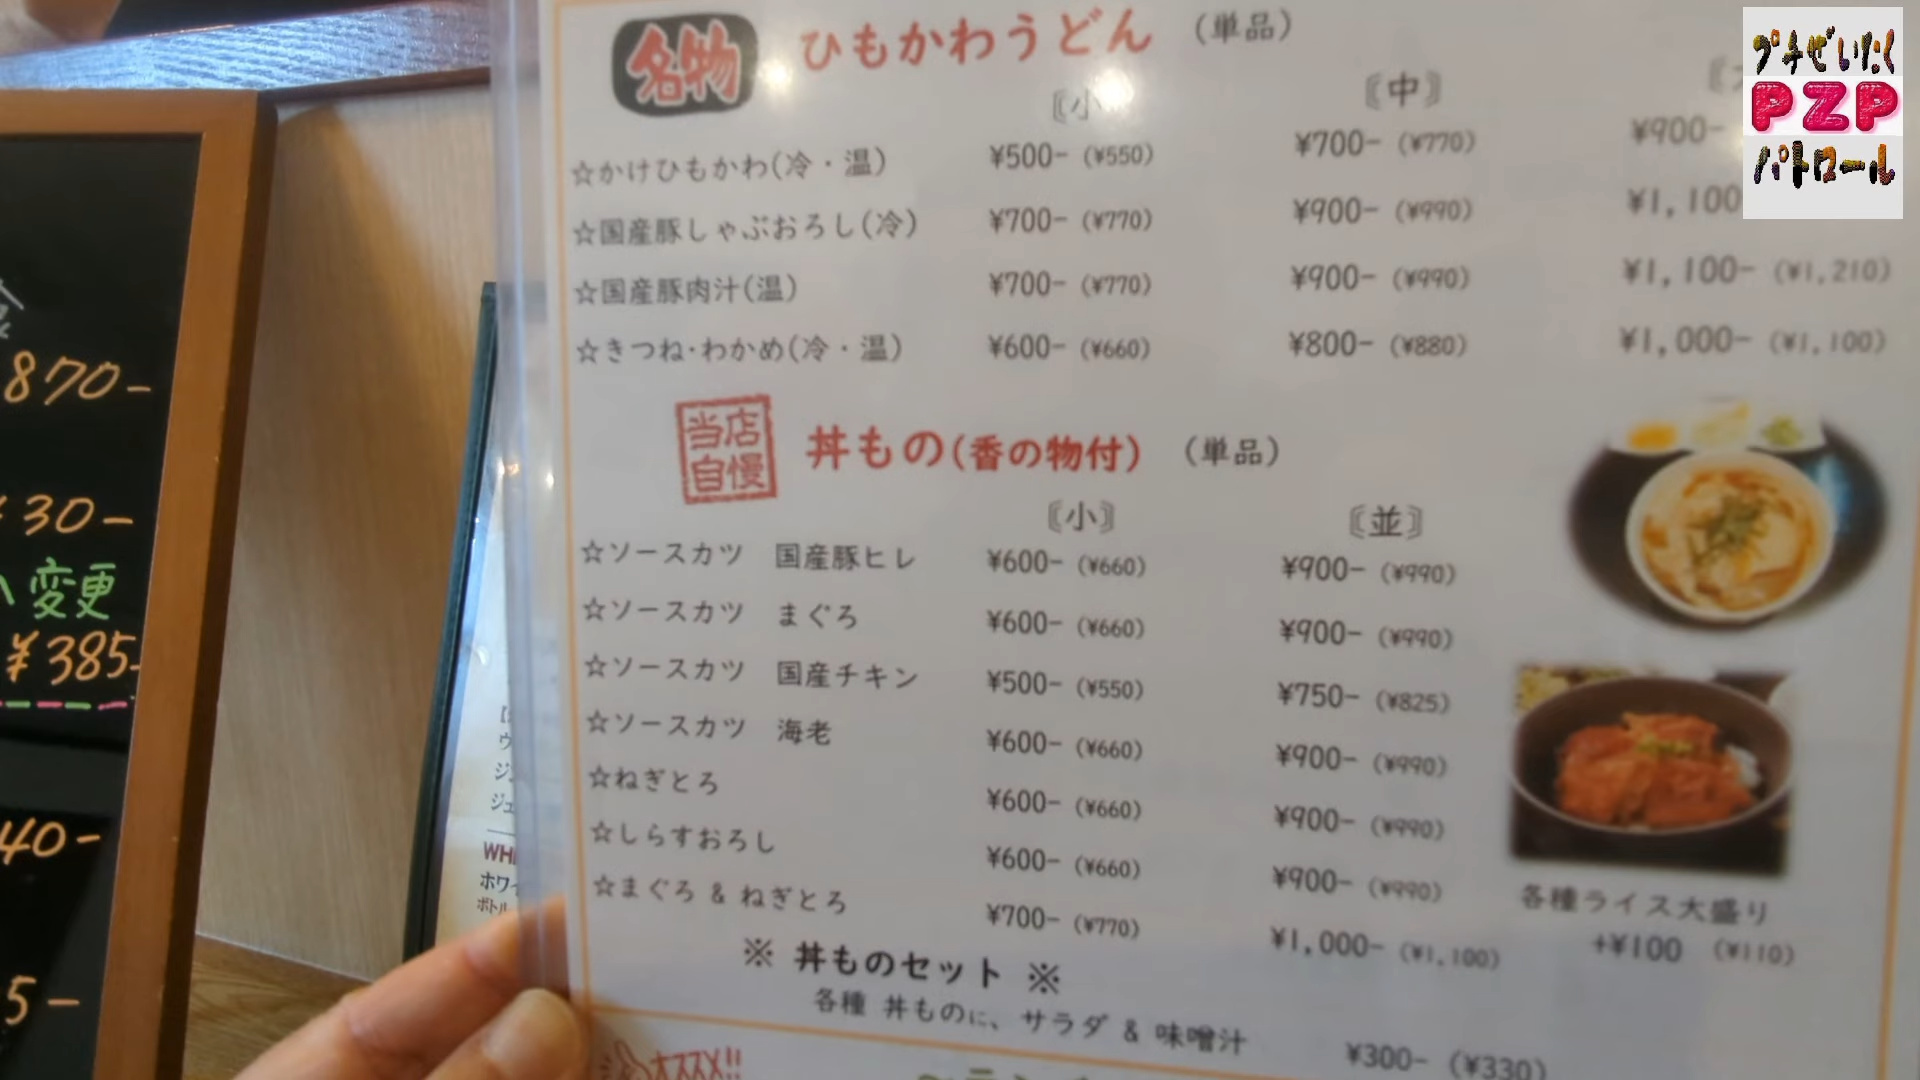 名物 ひもかわうどん (単品)
〘小 〘中〙
☆かけひもかわ(冷・温) ¥500- (¥550) ¥700- (¥770) ¥900-
☆国産豚しゃぶおろし(冷) ¥700- (¥770) ¥900- (¥990) ¥1,100
☆国産豚肉汁(温) ¥700- (¥770) ¥900- (¥990) ¥1,100- (¥1,210)
☆きつね・わかめ(冷・温) ¥600- (¥660) ¥800- (¥880) ¥1,000- (¥1,100)
当店自慢 丼もの(香の物付) (単品)
〘小〙 〘並〙
☆ソースカツ 国産豚ヒレ ¥600- (¥660) ¥900- (¥990)
☆ソースカツ まぐろ ¥600- (¥660) ¥900- (¥990)
☆ソースカツ 国産チキン ¥500- (¥550) ¥750- (¥825)
☆ソースカツ 海老 ¥600- (¥660) ¥900- (¥990)
☆ねぎとろ ¥600- (¥660) ¥900- (¥990)
☆しらすおろし ¥600- (¥660) ¥900- (¥990)
☆まぐろ & ねぎとろ ¥700- (¥770) ¥1,000- (¥1,100)
各種ライス大盛り
+¥100 (¥110)
※ 丼ものセット ※
各種 丼ものに、サラダ & 味噌汁 ¥300- (¥330)
オススメ!!
870-
30-
変更
¥385-
40-
5-
ホワイ
ボトル
プチぜいたく
PZP
パトロール